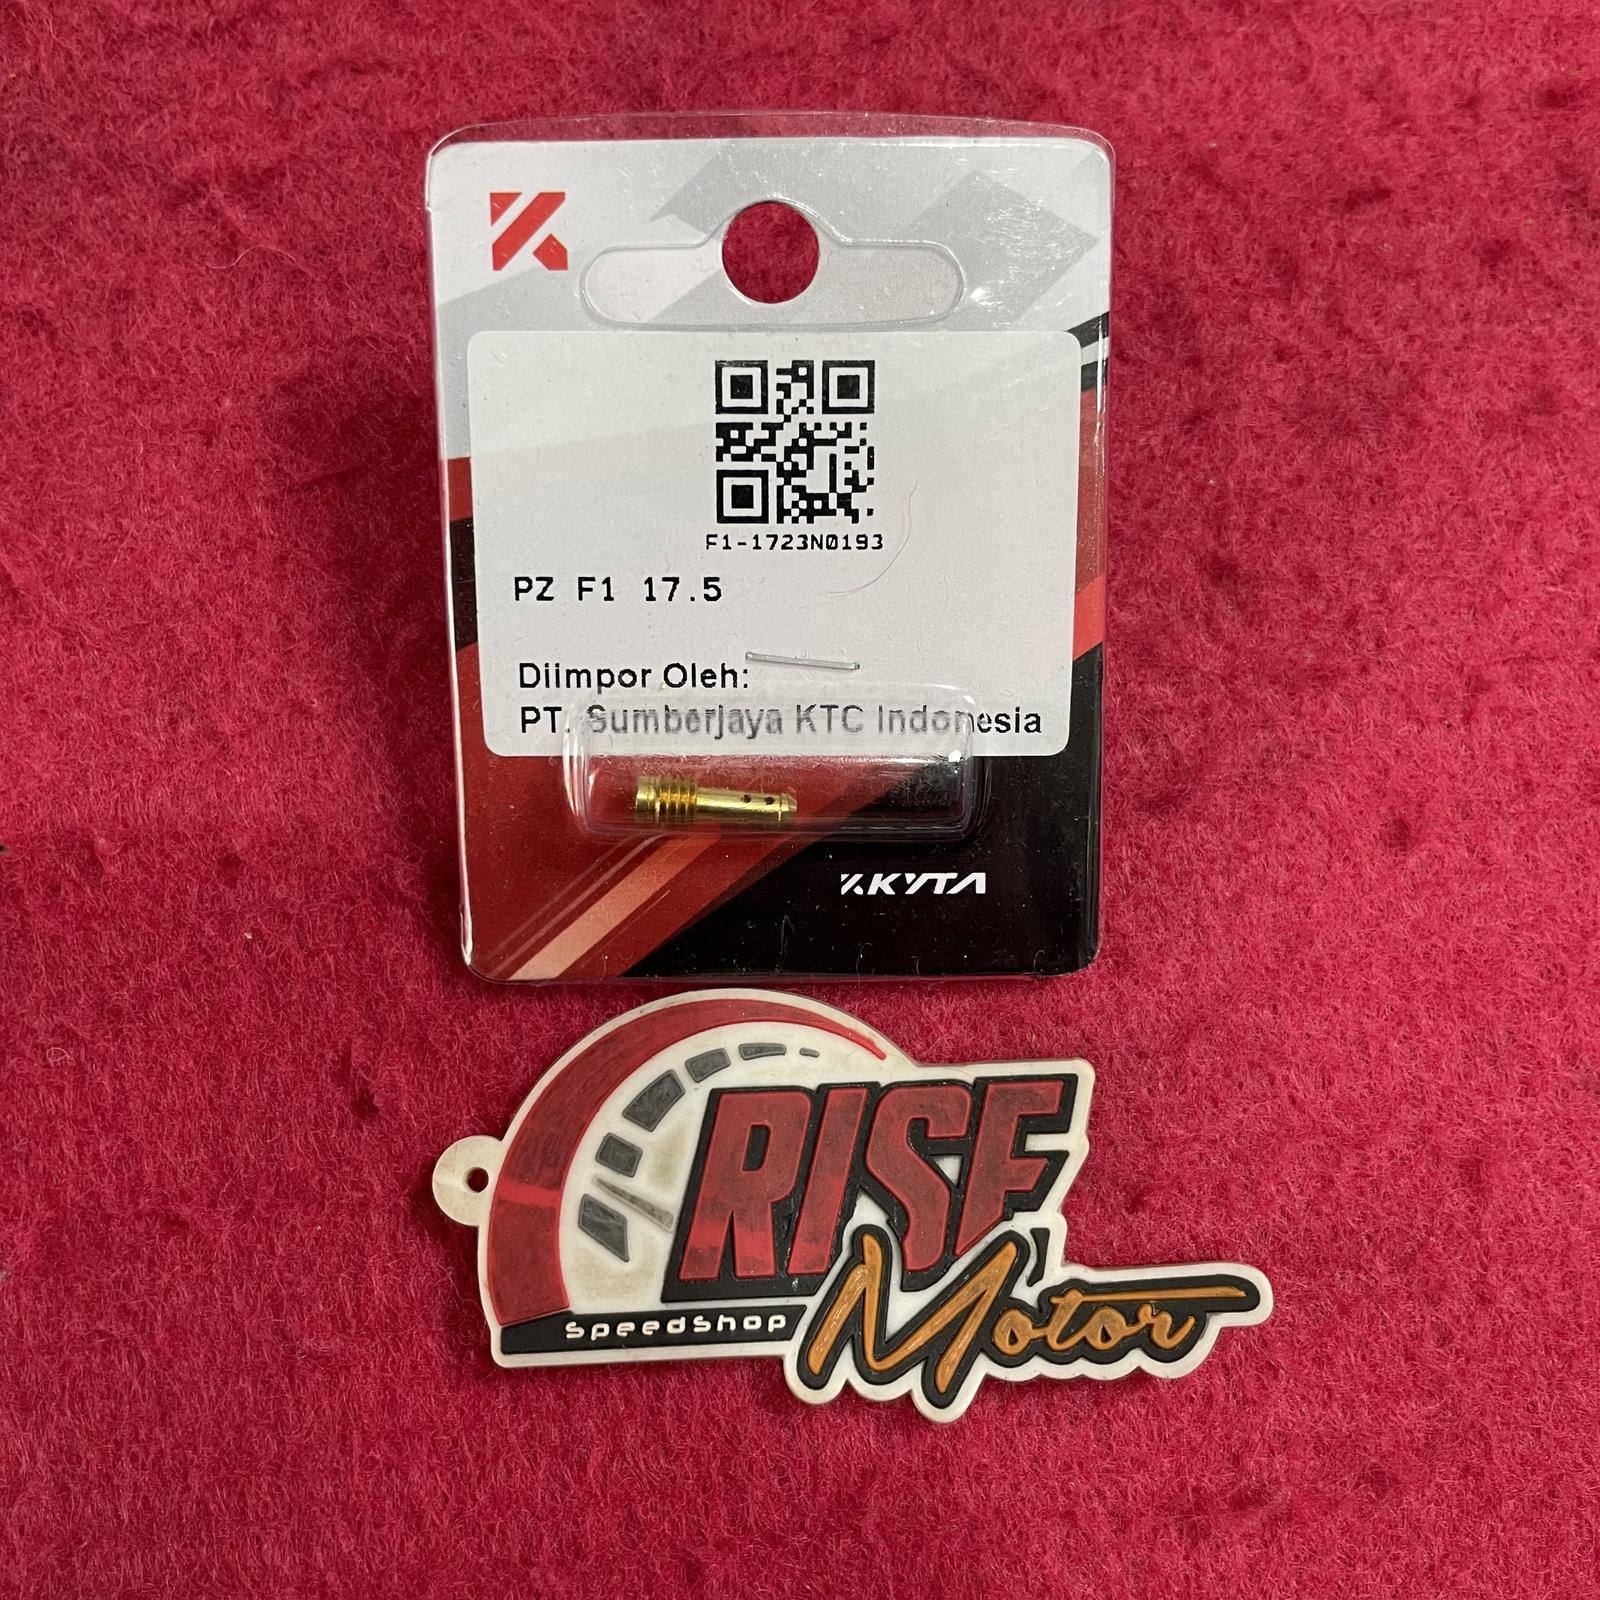 F1-1723N0193
PZ F1 17.5
Diimpor Oleh:
PT. Sumberjaya KTC Indonesia
KYTA
RISE
Motor
SpeedShop